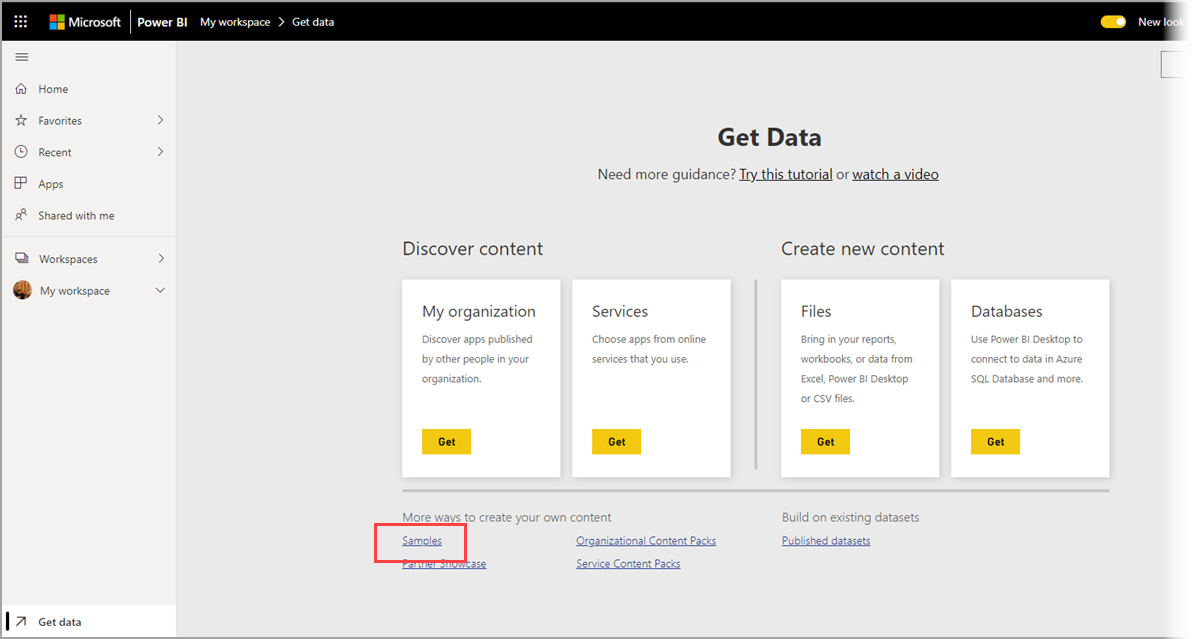 Microsoft Power BI My workspace > Get data New look
Home
Favorites
Recent
Apps
Shared with me
Workspaces
My workspace
Get data
Get Data
Need more guidance? Try this tutorial or watch a video
Discover content
My organization
Discover apps published
by other people in your
organization.
Get
Services
Choose apps from online
services that you use.
Get
Create new content
Files
Bring in your reports,
workbooks, or data from
Excel, Power BI Desktop
or CSV files.
Get
Databases
Use Power BI Desktop to
connect to data in Azure
SQL Database and more.
Get
More ways to create your own content
Samples
Partner Showcase
Organizational Content Packs
Service Content Packs
Build on existing datasets
Published datasets